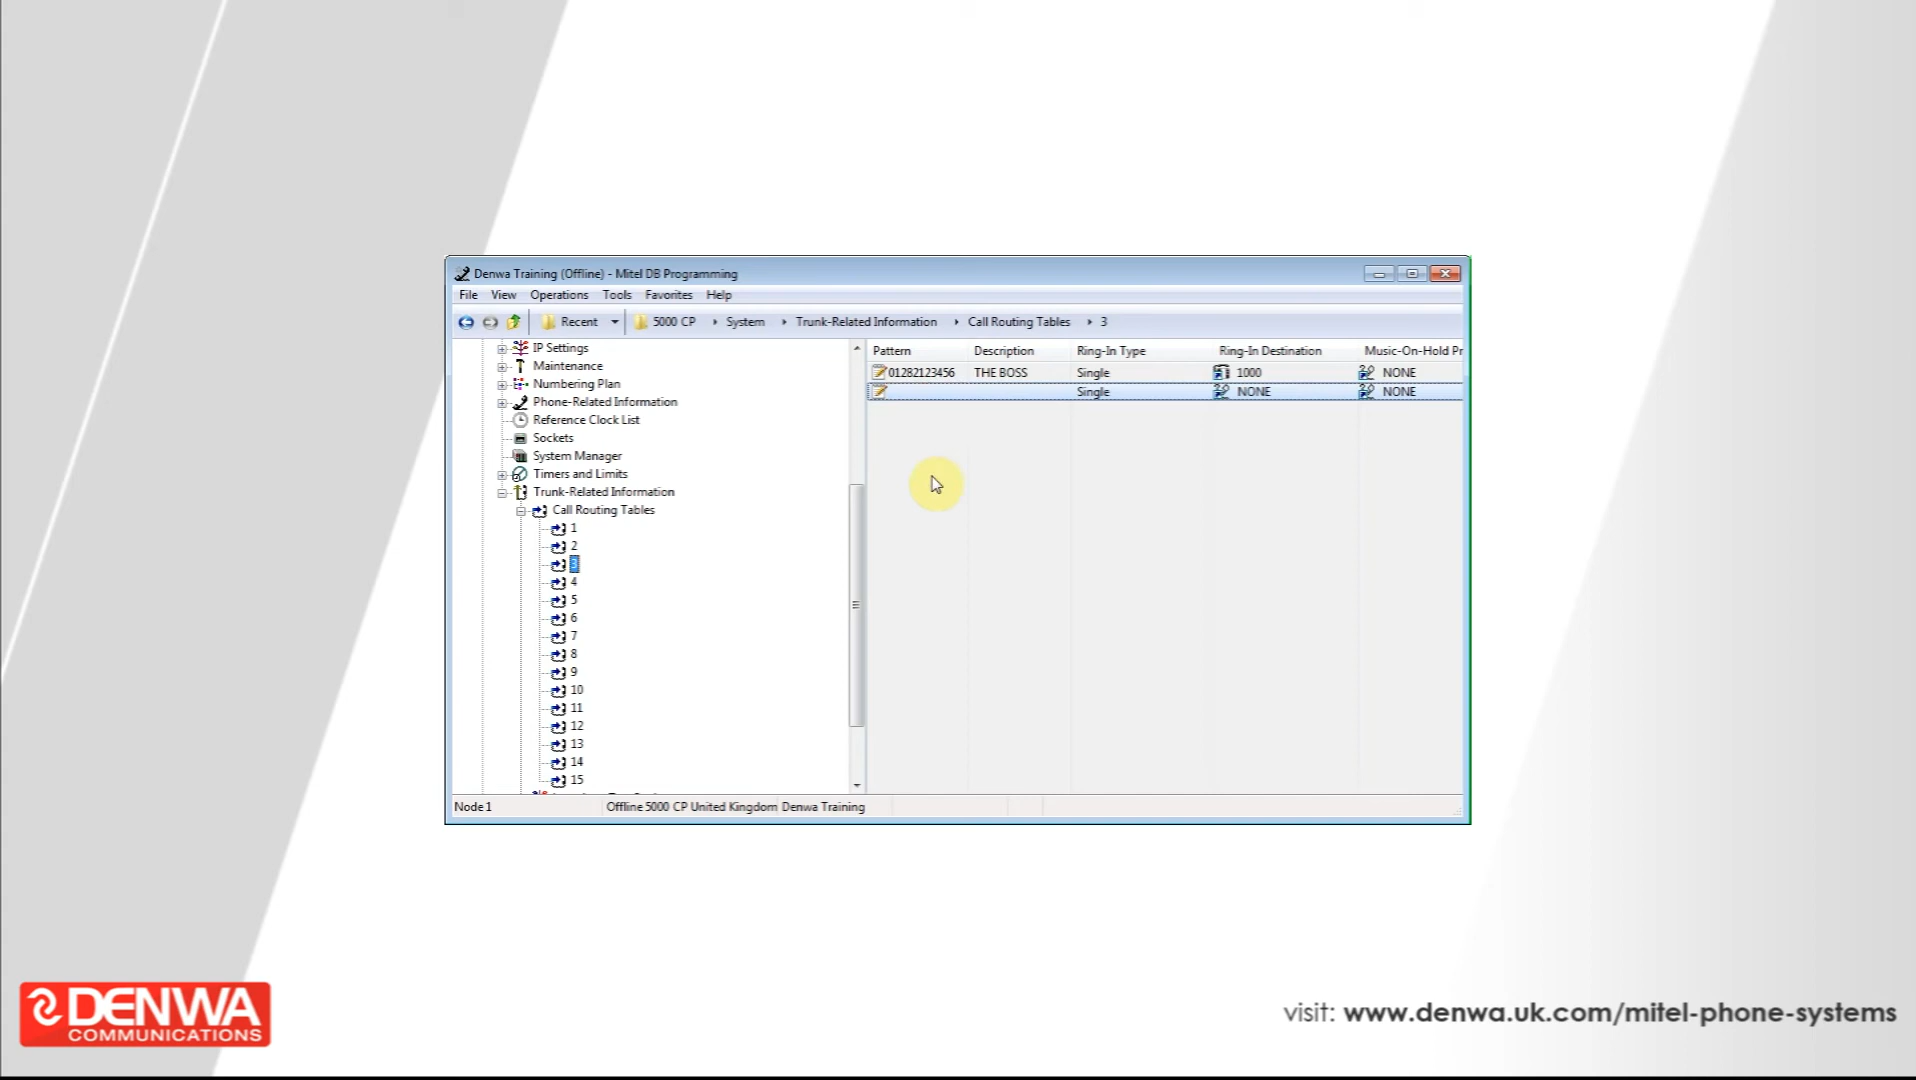 Denwa Training (Offline) - Mitel DB Programming
File View Operations Tools Favorites Help
Recent 5000 CP System Trunk-Related Information Call Routing Tables 3
IP Settings
Maintenance
Numbering Plan
Phone-Related Information
Reference Clock List
Sockets
System Manager
Timers and Limits
Trunk-Related Information
Call Routing Tables
1
2
3
4
5
6
7
8
9
10
11
12
13
14
15
Pattern Description Ring-In Type Ring-In Destination Music-On-Hold Pr
01282123456 THE BOSS Single 1000 NONE
Single NONE NONE
Node 1 Offline 5000 CP United Kingdom Denwa Training
DENWA
COMMUNICATIONS
visit: www.denwa.uk.com/mitel-phone-systems